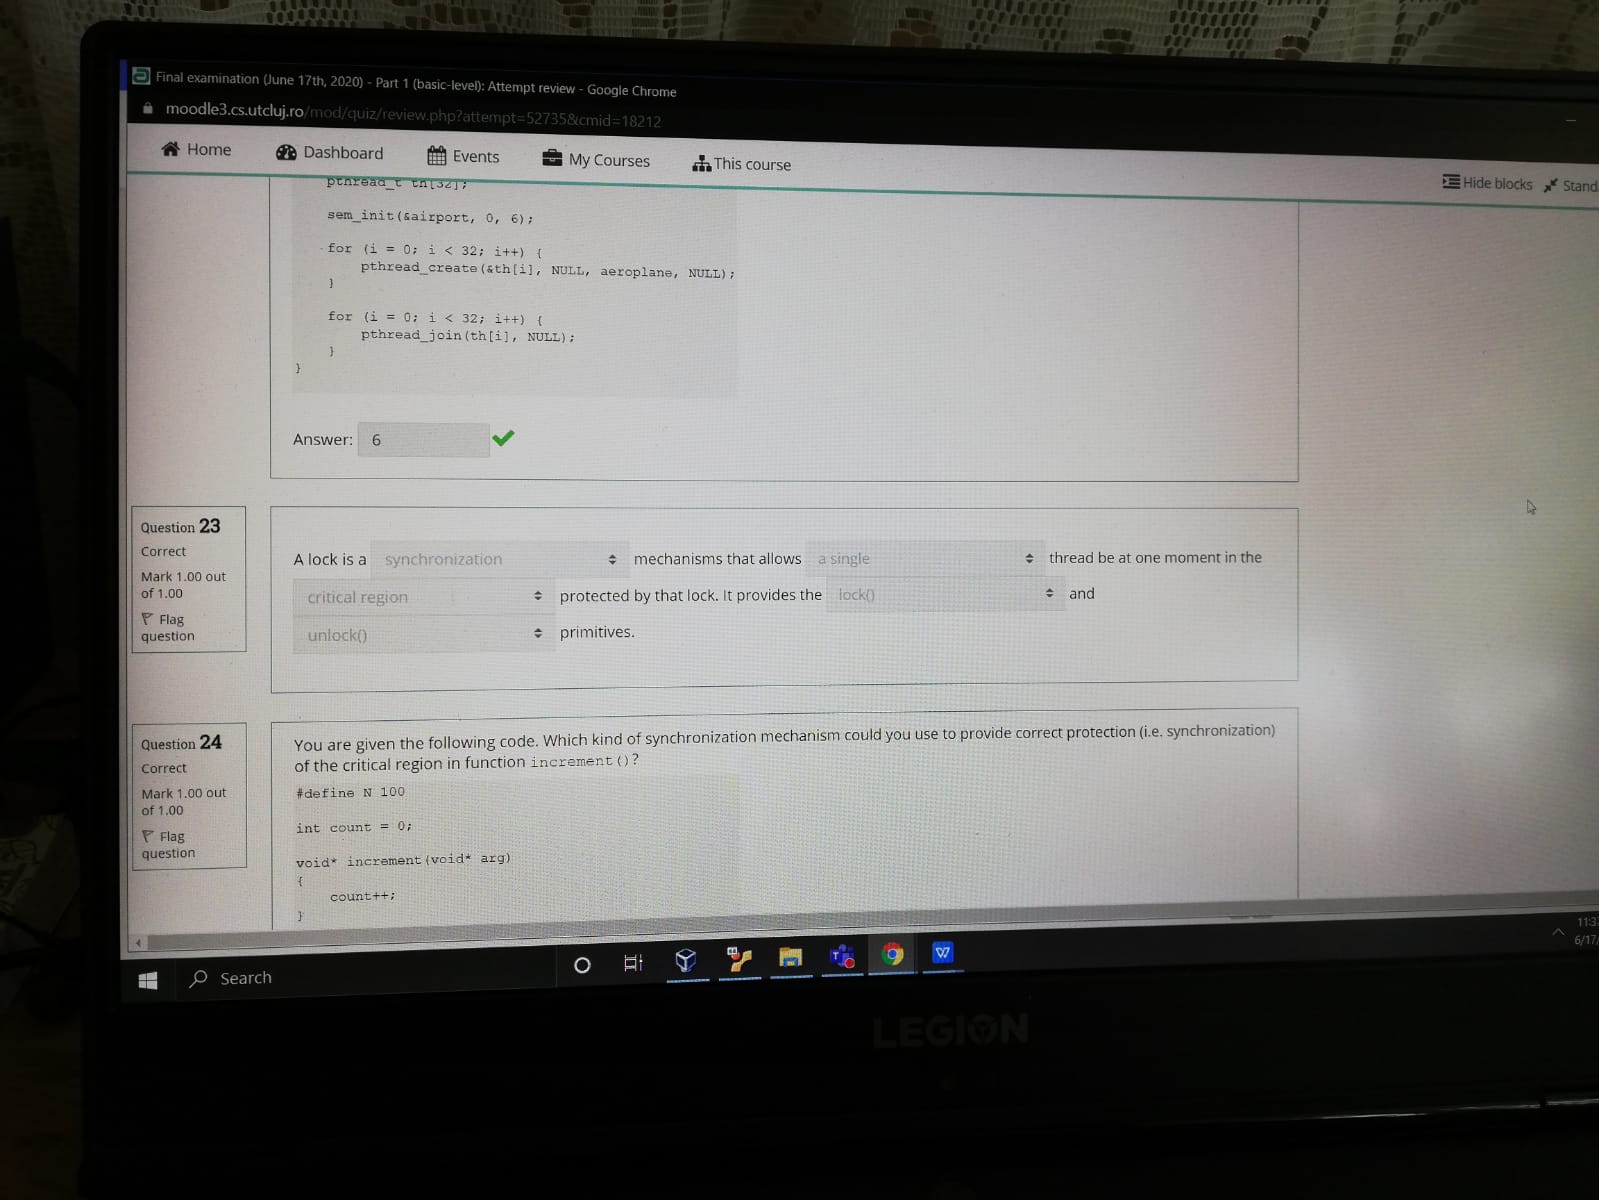 Final examination (June 17th, 2020) - Part 1 (basic-level): Attempt review - Google Chrome
moodle3.cs.utcluj.ro/mod/quiz/review.php?attempt=52735&cmid=18212
Home Dashboard Events My Courses This course
Hide blocks Stand
pthread_t th[32];
sem_init(&airport, 0, 6);
for (i = 0; i < 32; i++) {
pthread_create(&th[i], NULL, aeroplane, NULL);
}
for (i = 0; i < 32; i++) {
pthread_join(th[i], NULL);
}
}
Answer: 6
Question 23
Correct
Mark 1.00 out
of 1.00
Flag
question
A lock is a synchronization mechanisms that allows a single thread be at one moment in the
critical region protected by that lock. It provides the lock() and
unlock() primitives.
Question 24
Correct
Mark 1.00 out
of 1.00
Flag
question
You are given the following code. Which kind of synchronization mechanism could you use to provide correct protection (i.e. synchronization)
of the critical region in function increment()?
#define N 100
int count = 0;
void* increment(void* arg)
{
count++;
}
Search
11:3
6/17/
LEGION